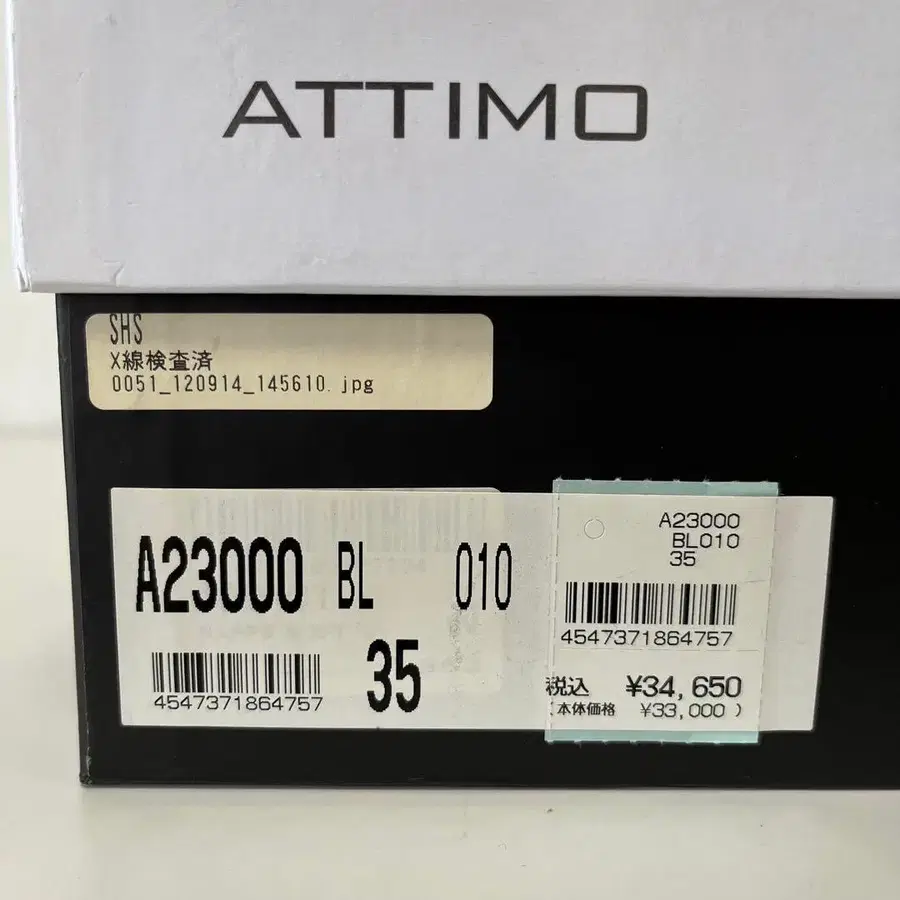 ATTIMO
SHS
X線検査済
0051_120914_145610.jpg
A23000 BL 010
35
4547371864757
A23000
BL010
35
4547371864757
税込 ¥34,650
(本体価格 ¥33,000 )